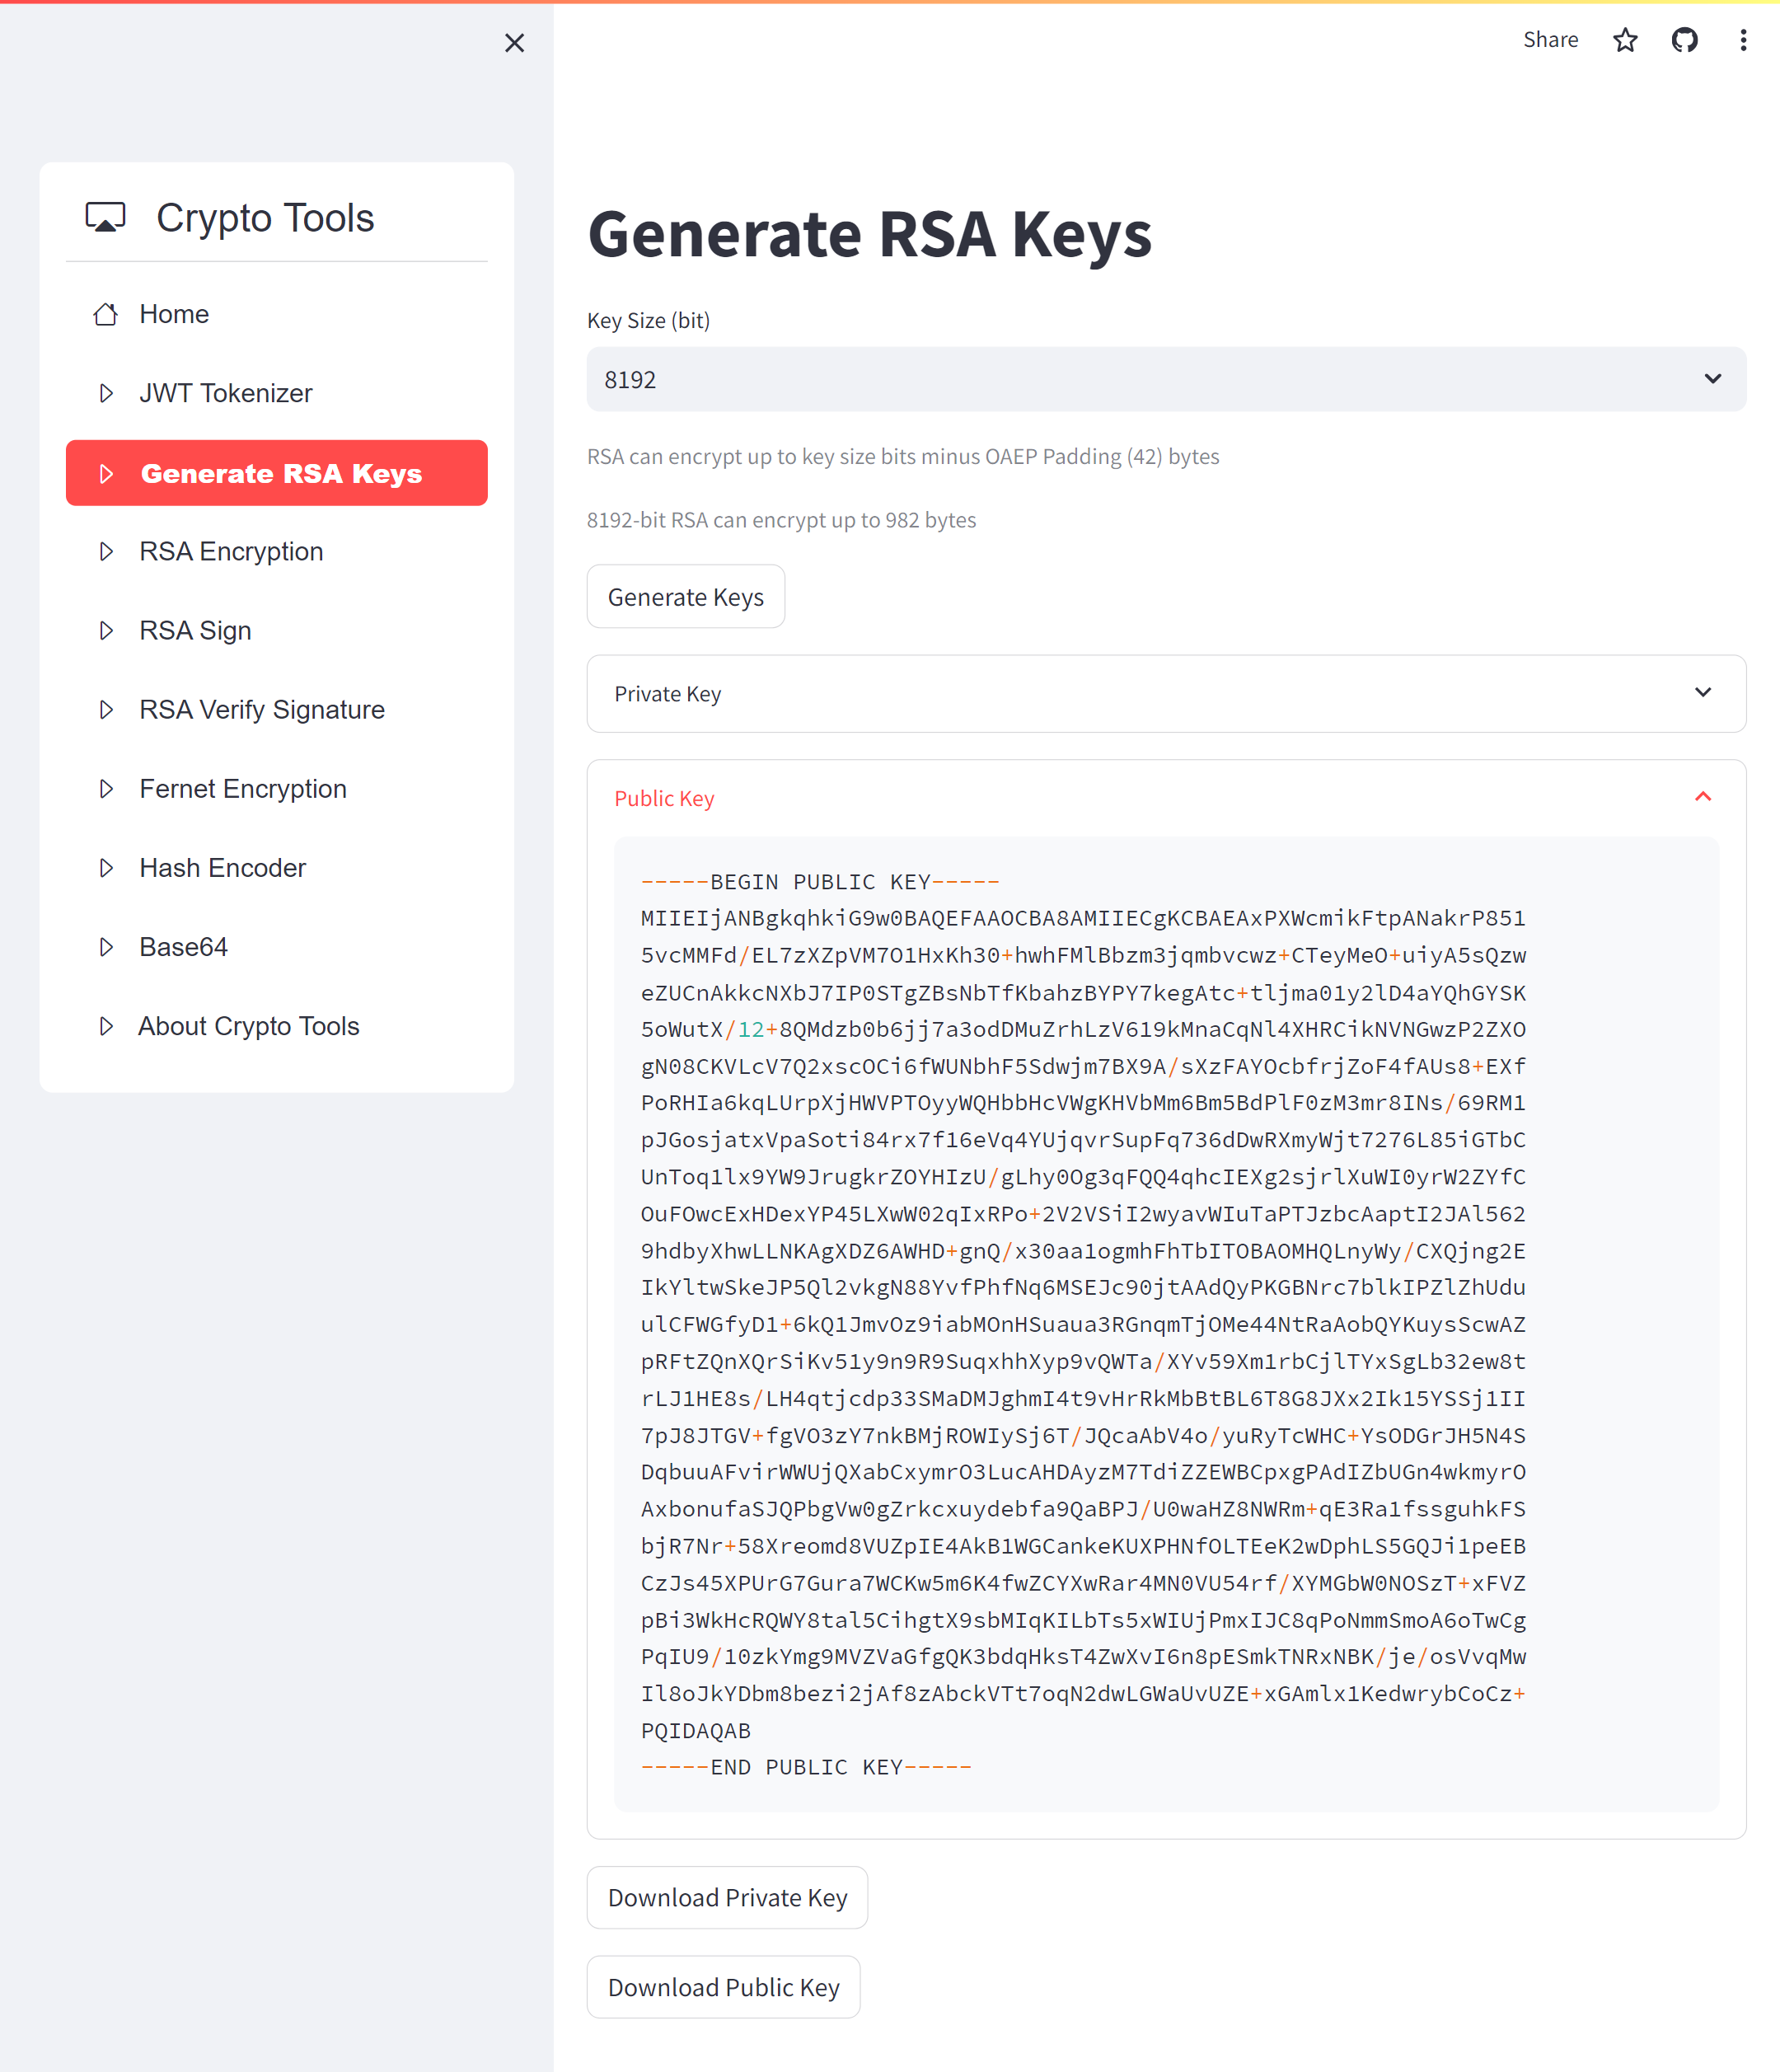 Share
Crypto Tools
Home
JWT Tokenizer
Generate RSA Keys
RSA Encryption
RSA Sign
RSA Verify Signature
Fernet Encryption
Hash Encoder
Base64
About Crypto Tools
Generate RSA Keys
Key Size (bit)
8192
RSA can encrypt up to key size bits minus OAEP Padding (42) bytes
8192-bit RSA can encrypt up to 982 bytes
Generate Keys
Private Key
Public Key
-----BEGIN PUBLIC KEY-----
MIIEIjANBgkqhkiG9w0BAQEFAAOCBA8AMIIECgKCBAEAxPXWcmikFtpANakrP851
5vcMMFd/EL7zXZpVM7O1HxKh30+hwhFMlBbzm3jqmbvcwz+CTeyMeO+uiyA5sQzw
eZUCnAkkcNXbJ7IP0STgZBsNbTfKbahzBYPY7kegAtc+tljma01y2lD4aYQhGYSK
5oWutX/12+8QMdzb0b6jj7a3odDMuZrhLzV619kMnaCqNl4XHRCikNVNGwzP2ZXO
gN08CKVLcV7Q2xscOCi6fWUNbhF5Sdwjm7BX9A/sXzFAYOcbfrjZoF4fAUs8+EXf
PoRHIa6kqLUrpXjHWVPTOyyWQHbbHcVWgKHVbMm6Bm5BdPlF0zM3mr8INs/69RM1
pJGosjatxVpaSoti84rx7f16eVq4YUjqvrSupFq736dDwRXmyWjt7276L85iGTbC
UnToq1lx9YW9JrugkrZOYHIzU/gLhy0Og3qFQQ4qhcIEXg2sjrlXuWI0yrW2ZYfC
OuFOwcExHDexYP45LXwW02qIxRPo+2V2VSiI2wyavWIuTaPTJzbcAaptI2JAl562
9hdbyXhwLLNKAgXDZ6AWHD+gnQ/x30aa1ogmhFhTbITOBAOMHQLnyWy/CXQjng2E
IkYltwSkeJP5Ql2vkgN88YvfPhfNq6MSEJc90jtAAdQyPKGBNrc7blkIPZlZhUdu
ulCFWGfyD1+6kQ1JmvOz9iabMOnHSuaua3RGnqmTjOMe44NtRaAobQYKuysScwAZ
pRFtZQnXQrSiKv51y9n9R9SuqxhhXyp9vQWTa/XYv59Xm1rbCjlTYxSgLb32ew8t
rLJ1HE8s/LH4qtjcdp33SMaDMJghmI4t9vHrRkMbBtBL6T8G8JXx2Ik15YSSj1II
7pJ8JTGV+fgVO3zY7nkBMjROWIySj6T/JQcaAbV4o/yuRyTcWHC+YsODGrJH5N4S
DqbuuAFvirWWUjQXabCxymrO3LucAHDAyzM7TdiZZEWBCpxgPAdIZbUGn4wkmyrO
AxbonufaSJQPbgVw0gZrkcxuydebfa9QaBPJ/U0waHZ8NWRm+qE3Ra1fssguhkFS
bjR7Nr+58Xreomd8VUZpIE4AkB1WGCankeKUXPHNfOLTEeK2wDphLS5GQJi1peEB
CzJs45XPUrG7Gura7WCKw5m6K4fwZCYXwRar4MN0VU54rf/XYMGbW0NOSzT+xFVZ
pBi3WkHcRQWY8tal5CihgtX9sbMIqKILbTs5xWIUjPmxIJC8qPoNmmSmoA6oTwCg
PqIU9/10zkYmg9MVZVaGfgQK3bdqHksT4ZwXvI6n8pESmkTNRxNBK/je/osVvqMw
Il8oJkYDbm8bezi2jAf8zAbckVTt7oqN2dwLGWaUvUZE+xGAmlx1KedwrybCoCz+
PQIDAQAB
-----END PUBLIC KEY-----
Download Private Key
Download Public Key